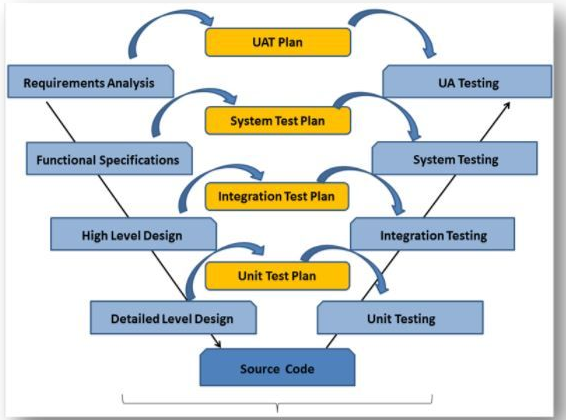 UAT Plan
Requirements Analysis
UA Testing
System Test Plan
Functional Specifications
System Testing
Integration Test Plan
High Level Design
Integration Testing
Unit Test Plan
Detailed Level Design
Unit Testing
Source Code